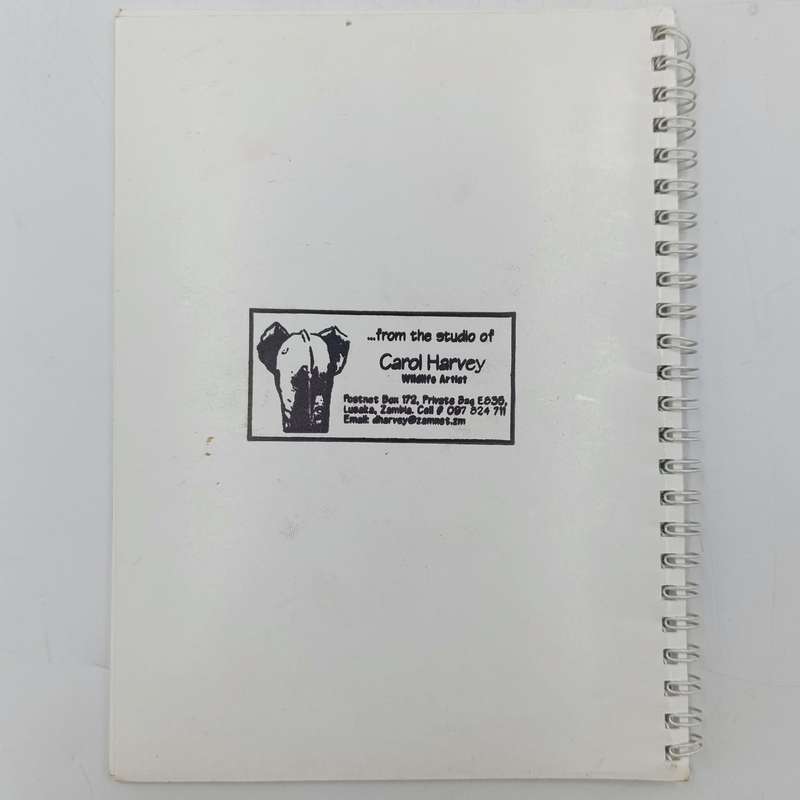 ...from the studio of
Carol Harvey
Wildlife Artist
Postnet Box 172, Private Bag E835,
Lusaka, Zambia. Cell # 097 824 711
Email: dharvey@zamnet.zm